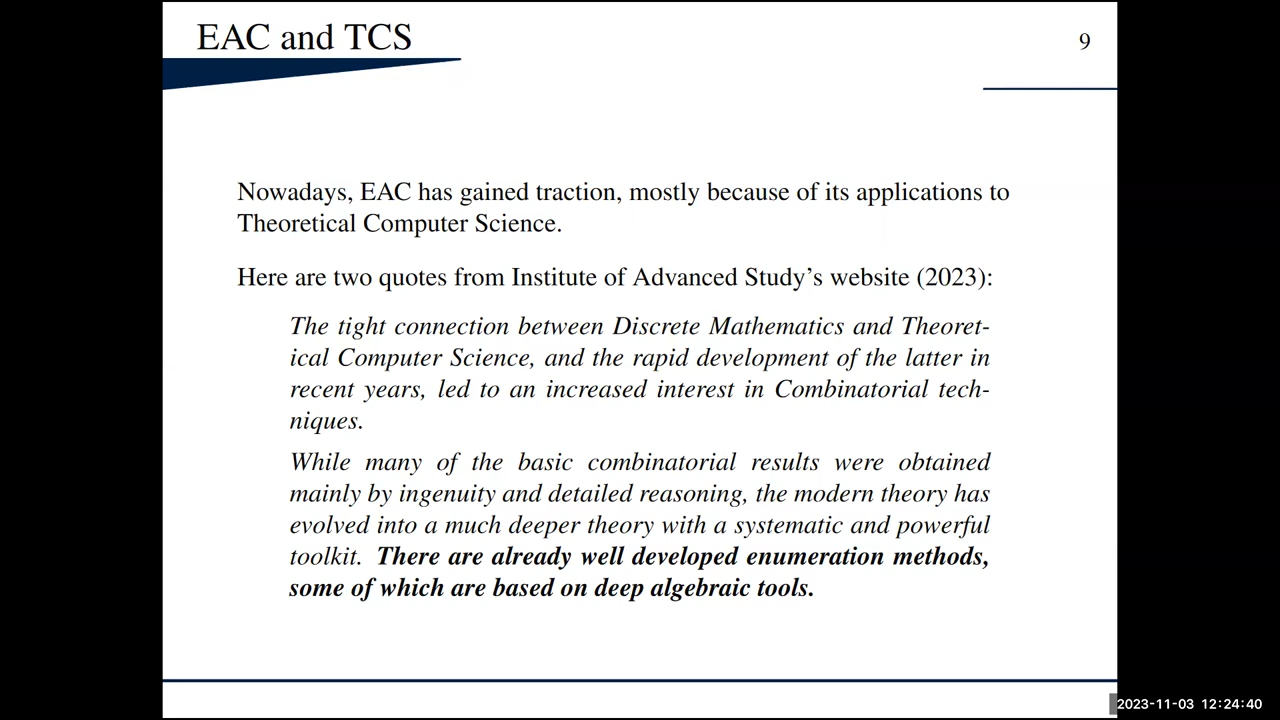 EAC and TCS
9
Nowadays, EAC has gained traction, mostly because of its applications to
Theoretical Computer Science.
Here are two quotes from Institute of Advanced Study's website (2023):
The tight connection between Discrete Mathematics and Theoret-
ical Computer Science, and the rapid development of the latter in
recent years, led to an increased interest in Combinatorial tech-
niques.
While many of the basic combinatorial results were obtained
mainly by ingenuity and detailed reasoning, the modern theory has
evolved into a much deeper theory with a systematic and powerful
toolkit. There are already well developed enumeration methods,
some of which are based on deep algebraic tools.
2023-11-03 12:24:40